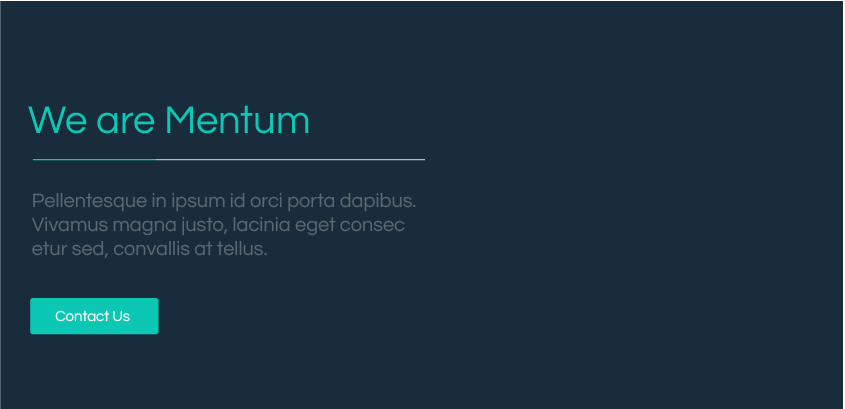 We are Mentum
Pellentesque in ipsum id orci porta dapibus.
Vivamus magna justo, lacinia eget consec
etur sed, convallis at tellus.
Contact Us